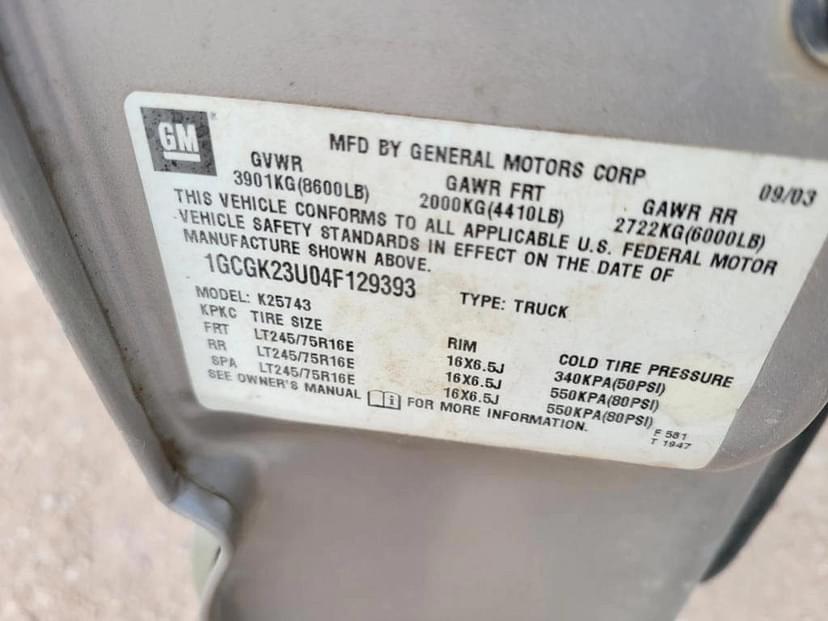 GM
MFD BY GENERAL MOTORS CORP 09/03
GVWR GAWR FRT GAWR RR
3901KG(8600LB) 2000KG(4410LB) 2722KG(6000LB)
THIS VEHICLE CONFORMS TO ALL APPLICABLE U.S. FEDERAL MOTOR
VEHICLE SAFETY STANDARDS IN EFFECT ON THE DATE OF
MANUFACTURE SHOWN ABOVE.
1GCGK23U04F129393 TYPE: TRUCK
MODEL: K25743
KPKC TIRE SIZE RIM COLD TIRE PRESSURE
FRT LT245/75R16E 16X6.5J 340KPA(50PSI)
RR LT245/75R16E 16X6.5J 550KPA(80PSI)
SPA LT245/75R16E 16X6.5J 550KPA(80PSI)
SEE OWNER'S MANUAL i FOR MORE INFORMATION.
F 581
T 1947